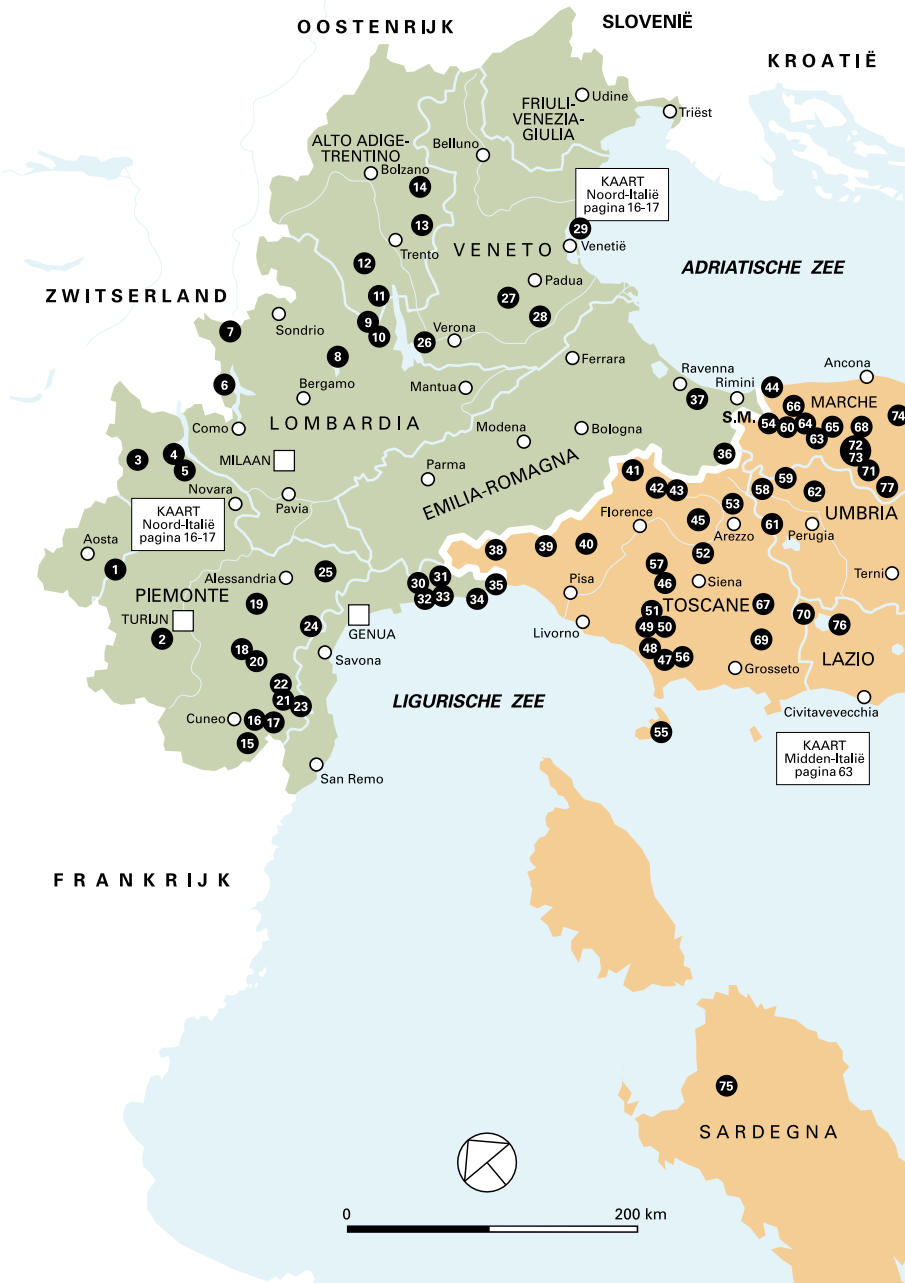 OOSTENRIJK
SLOVENIË
KROATIË
Udine
FRIULI-
VENEZIA-
GIULIA
Triëst
ALTO ADIGE-
TRENTINO
Belluno
Bolzano
14
KAART
Noord-Italië
pagina 16-17
13
29
Trento
VENETO
Venetië
12
ADRIATISCHE ZEE
Padua
ZWITSERLAND
11
27
28
Sondrio
9
7
10
26
Verona
8
Ferrara
Ancona
6
Bergamo
Mantua
Ravenna
37
Rimini
44
66
MARCHE
74
Como
LOMBARDIA
Modena
Bologna
S.M.
54
60
64
65
68
63
72
73
3
4
5
MILAAN
Parma
EMILIA-ROMAGNA
36
41
71
77
Novara
Pavia
42
43
58
59
62
KAART
Noord-Italië
pagina 16-17
Florence
45
53
Arezzo
61
UMBRIA
Perugia
Aosta
1
38
39
40
52
Terni
25
57
46
Siena
Alessandria
PIEMONTE
30
31
32
33
34
35
Pisa
19
51
TOSCANE
67
70
76
TURIJN
2
24
GENUA
Livorno
49
50
69
LAZIO
18
20
Savona
48
47
56
Grosseto
22
21
23
LIGURISCHE ZEE
Civitavevecchia
Cuneo
16
17
15
55
KAART
Midden-Italië
pagina 63
San Remo
FRANKRIJK
75
SARDEGNA
0
200 km